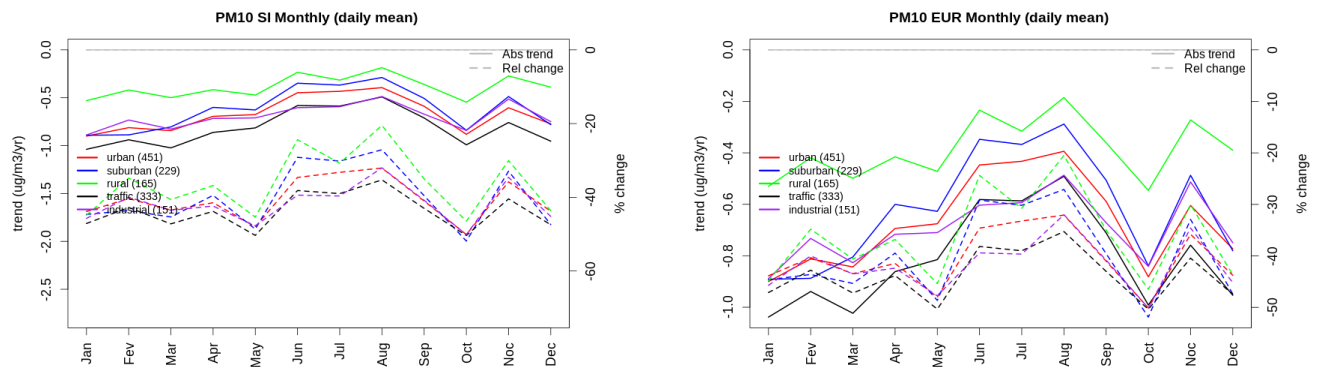 PM10 SI Monthly (daily mean)
0.0
-0.5
-1.0
-1.5
-2.0
-2.5
trend (ug/m3/yr)
Abs trend
Rel change
urban (451)
suburban (229)
rural (165)
traffic (333)
industrial (151)
0
-20
-40
-60
% change
Jan
Fev
Mar
Apr
May
Jun
Jul
Aug
Sep
Oct
Noc
Dec
PM10 EUR Monthly (daily mean)
0.0
-0.2
-0.4
-0.6
-0.8
-1.0
trend (ug/m3/yr)
Abs trend
Rel change
urban (451)
suburban (229)
rural (165)
traffic (333)
industrial (151)
0
-10
-20
-30
-40
-50
% change
Jan
Fev
Mar
Apr
May
Jun
Jul
Aug
Sep
Oct
Noc
Dec